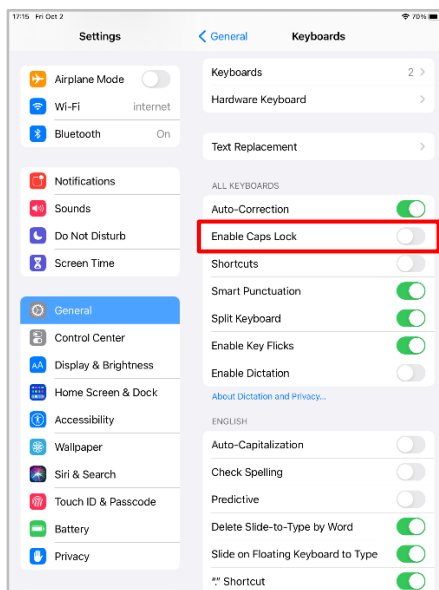 17:15 Fri Oct 2
70%
Settings
General
Keyboards
Airplane Mode
Wi-Fi
internet
Bluetooth
On
Notifications
Sounds
Do Not Disturb
Screen Time
General
Control Center
AA
Display & Brightness
Home Screen & Dock
Accessibility
Wallpaper
Siri & Search
Touch ID & Passcode
Battery
Privacy
Keyboards
2
Hardware Keyboard
Text Replacement
ALL KEYBOARDS
Auto-Correction
Enable Caps Lock
Shortcuts
Smart Punctuation
Split Keyboard
Enable Key Flicks
Enable Dictation
About Dictation and Privacy...
ENGLISH
Auto-Capitalization
Check Spelling
Predictive
Delete Slide-to-Type by Word
Slide on Floating Keyboard to Type
"." Shortcut